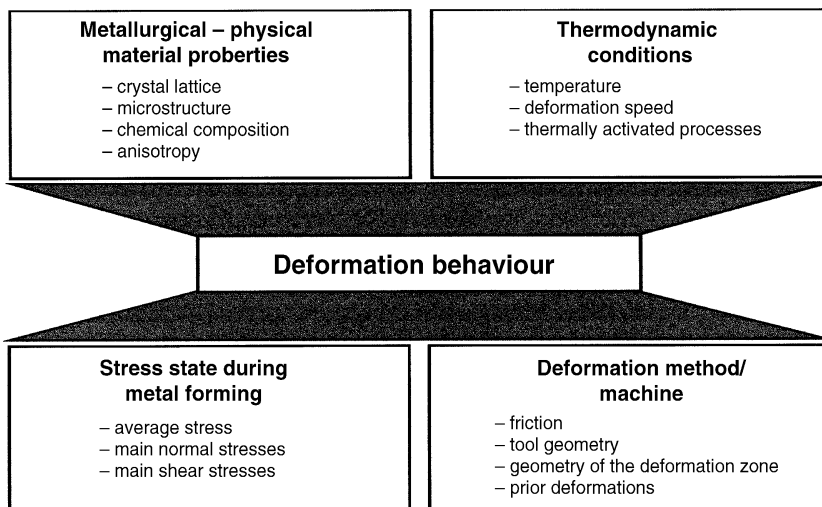 Metallurgical – physical
material proberties
– crystal lattice
– microstructure
– chemical composition
– anisotropy
Thermodynamic
conditions
– temperature
– deformation speed
– thermally activated processes
Deformation behaviour
Stress state during
metal forming
– average stress
– main normal stresses
– main shear stresses
Deformation method/
machine
– friction
– tool geometry
– geometry of the deformation zone
– prior deformations